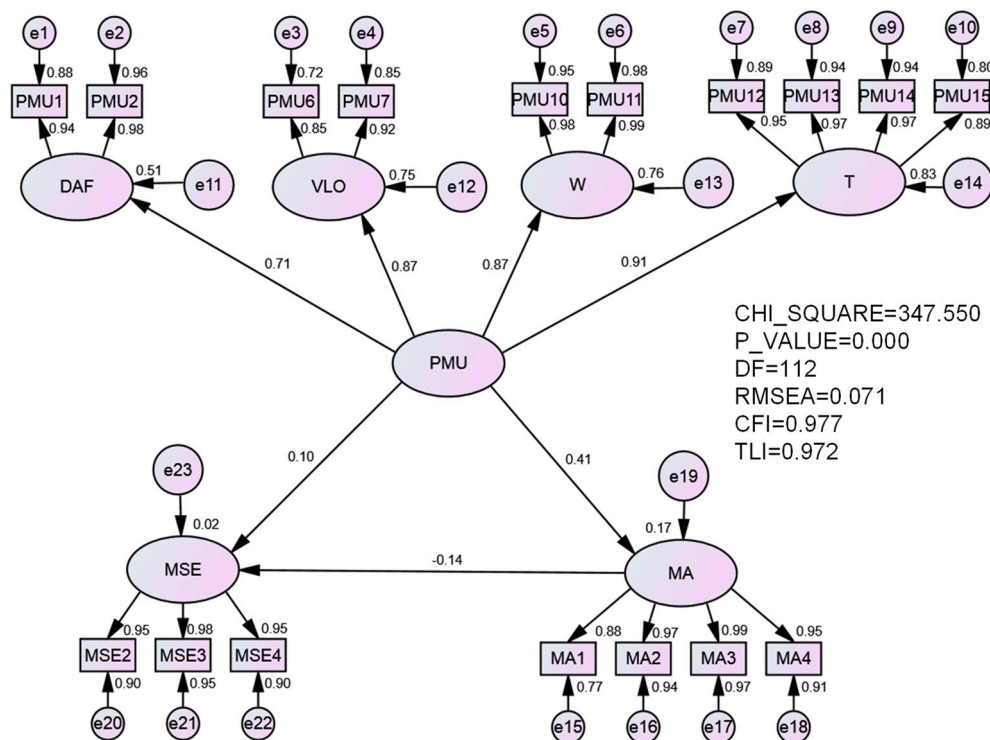 e1 e2 e3 e4 e5 e6 e7 e8 e9 e10
0.88 0.96 0.72 0.85 0.95 0.98 0.89 0.94 0.94 0.80
PMU1 PMU2 PMU6 PMU7 PMU10 PMU11 PMU12 PMU13 PMU14 PMU15
0.94 0.98 0.85 0.92 0.98 0.99 0.95 0.97 0.97 0.89
DAF 0.51 e11 VLO 0.75 e12 W 0.76 e13 T 0.83 e14
0.71 0.87 0.87 0.91
PMU
CHI_SQUARE=347.550
P_VALUE=0.000
DF=112
RMSEA=0.071
CFI=0.977
TLI=0.972
0.10 0.41
e23 e19
0.02 0.17
MSE -0.14 MA
0.95 0.98 0.95 0.88 0.97 0.99 0.95
MSE2 MSE3 MSE4 MA1 MA2 MA3 MA4
0.90 0.95 0.90 0.77 0.94 0.97 0.91
e20 e21 e22 e15 e16 e17 e18